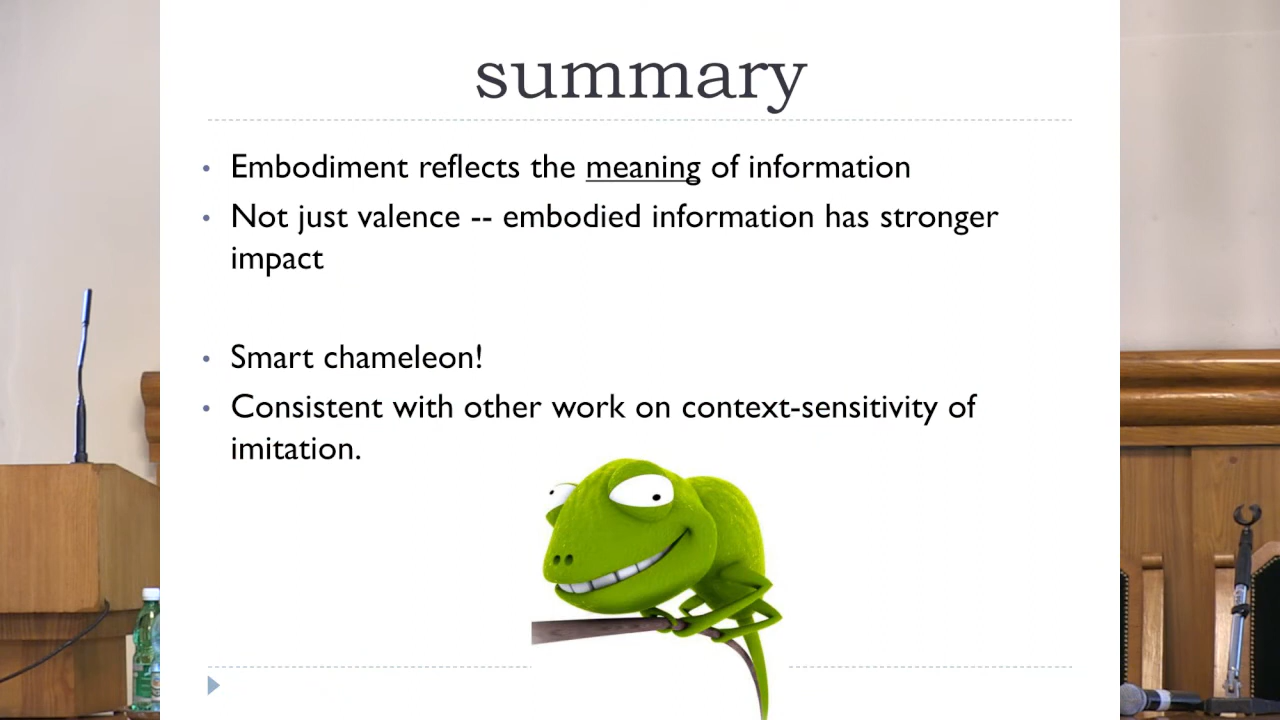 summary
Embodiment reflects the meaning of information
Not just valence -- embodied information has stronger
impact
Smart chameleon!
Consistent with other work on context-sensitivity of
imitation.